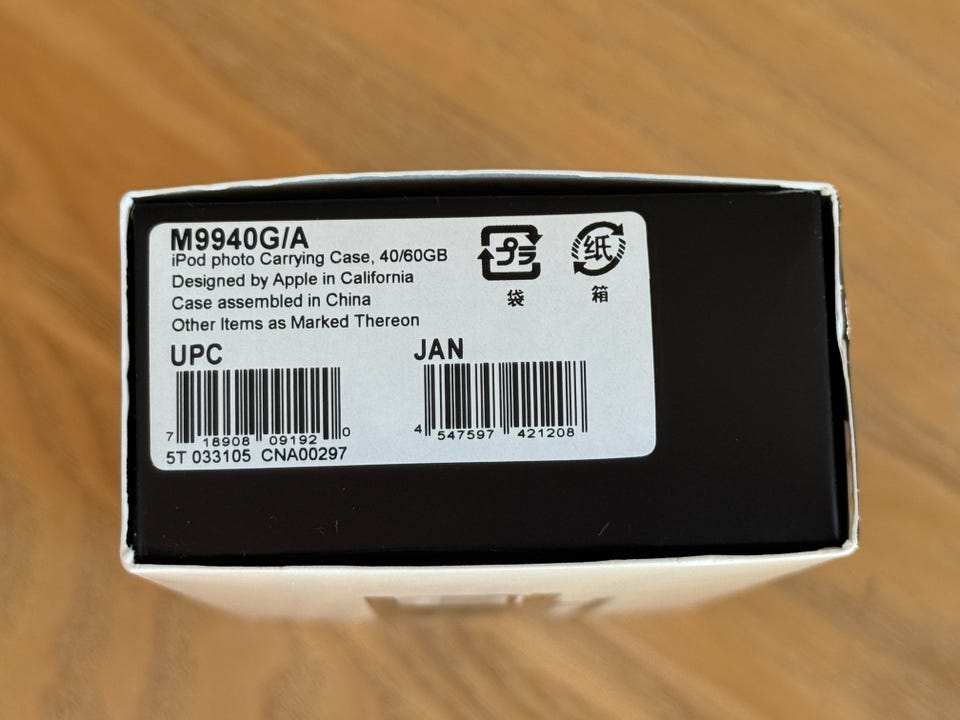 M9940G/A
iPod photo Carrying Case, 40/60GB
Designed by Apple in California
Case assembled in China
Other Items as Marked Thereon
プラ
袋
纸
箱
UPC
7 18908 09192 0
5T 033105 CNA00297
JAN
4 547597 421208